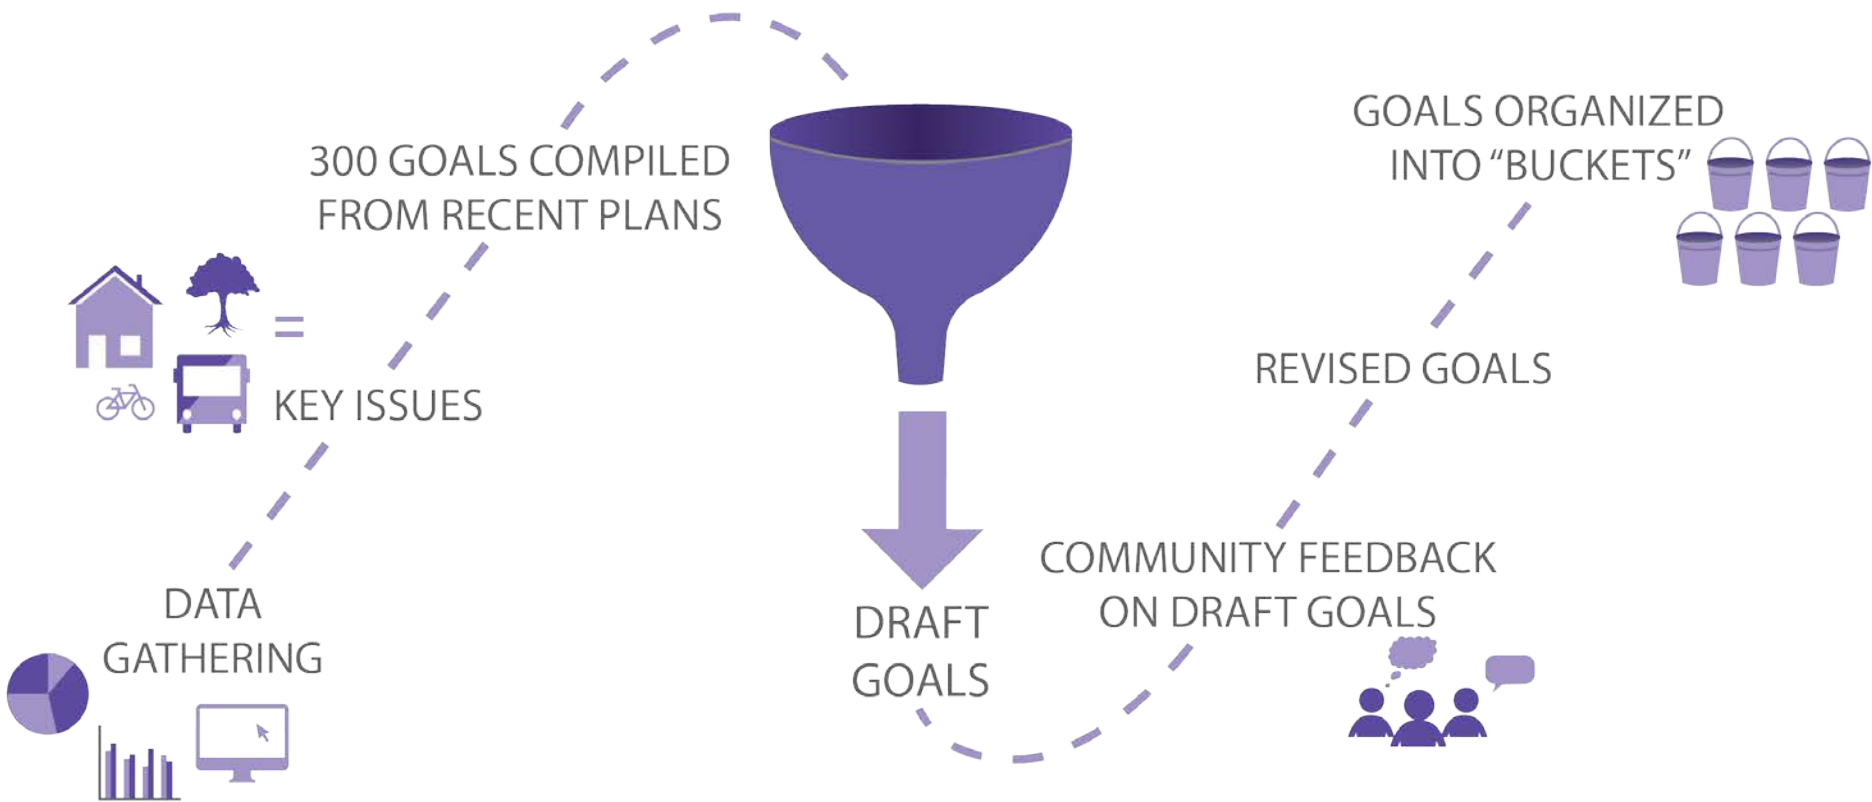 DATA
GATHERING
=
KEY ISSUES
300 GOALS COMPILED
FROM RECENT PLANS
DRAFT
GOALS
COMMUNITY FEEDBACK
ON DRAFT GOALS
REVISED GOALS
GOALS ORGANIZED
INTO “BUCKETS”